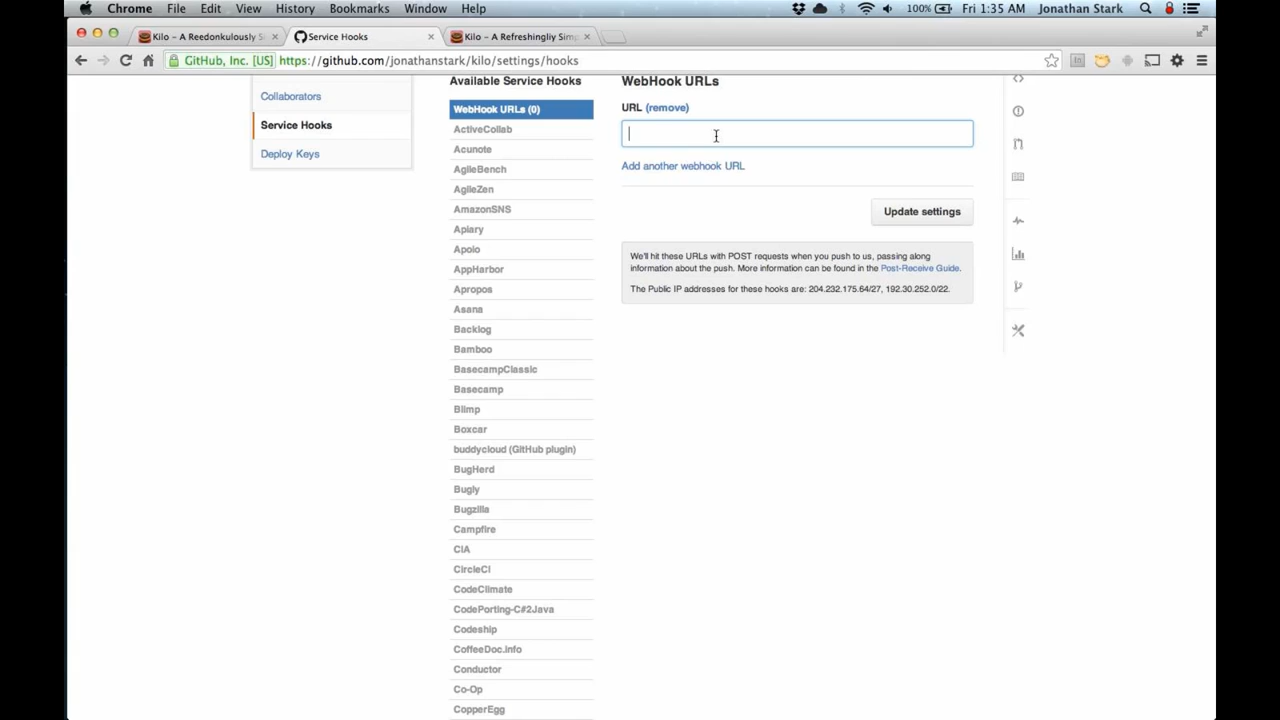 Chrome File Edit View History Bookmarks Window Help 100% Fri 1:35 AM Jonathan Stark
Kilo – A Reedonkulously Si
Service Hooks
Kilo – A Refreshingliy Simp
GitHub, Inc. [US] https://github.com/jonathanstark/kilo/settings/hooks
Collaborators
Service Hooks
Deploy Keys
Available Service Hooks
WebHook URLs (0)
ActiveCollab
Acunote
AgileBench
AgileZen
AmazonSNS
Apiary
Apoio
AppHarbor
Apropos
Asana
Backlog
Bamboo
BasecampClassic
Basecamp
Blimp
Boxcar
buddycloud (GitHub plugin)
BugHerd
Bugly
Bugzilla
Campfire
CIA
CircleCI
CodeClimate
CodePorting-C#2Java
Codeship
CoffeeDoc.info
Conductor
Co-Op
CopperEgg
WebHook URLs
URL (remove)
Add another webhook URL
Update settings
We'll hit these URLs with POST requests when you push to us, passing along
information about the push. More information can be found in the Post-Receive Guide.
The Public IP addresses for these hooks are: 204.232.175.64/27, 192.30.252.0/22.